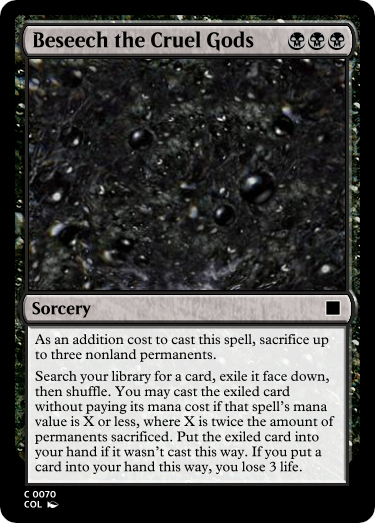 Beseech the Cruel Gods
Sorcery
As an addition cost to cast this spell, sacrifice up
to three nonland permanents.
Search your library for a card, exile it face down,
then shuffle. You may cast the exiled card
without paying its mana cost if that spell's mana
value is X or less, where X is twice the amount of
permanents sacrificed. Put the exiled card into
your hand if it wasn't cast this way. If you put a
card into your hand this way, you lose 3 life.
C 0070
COL